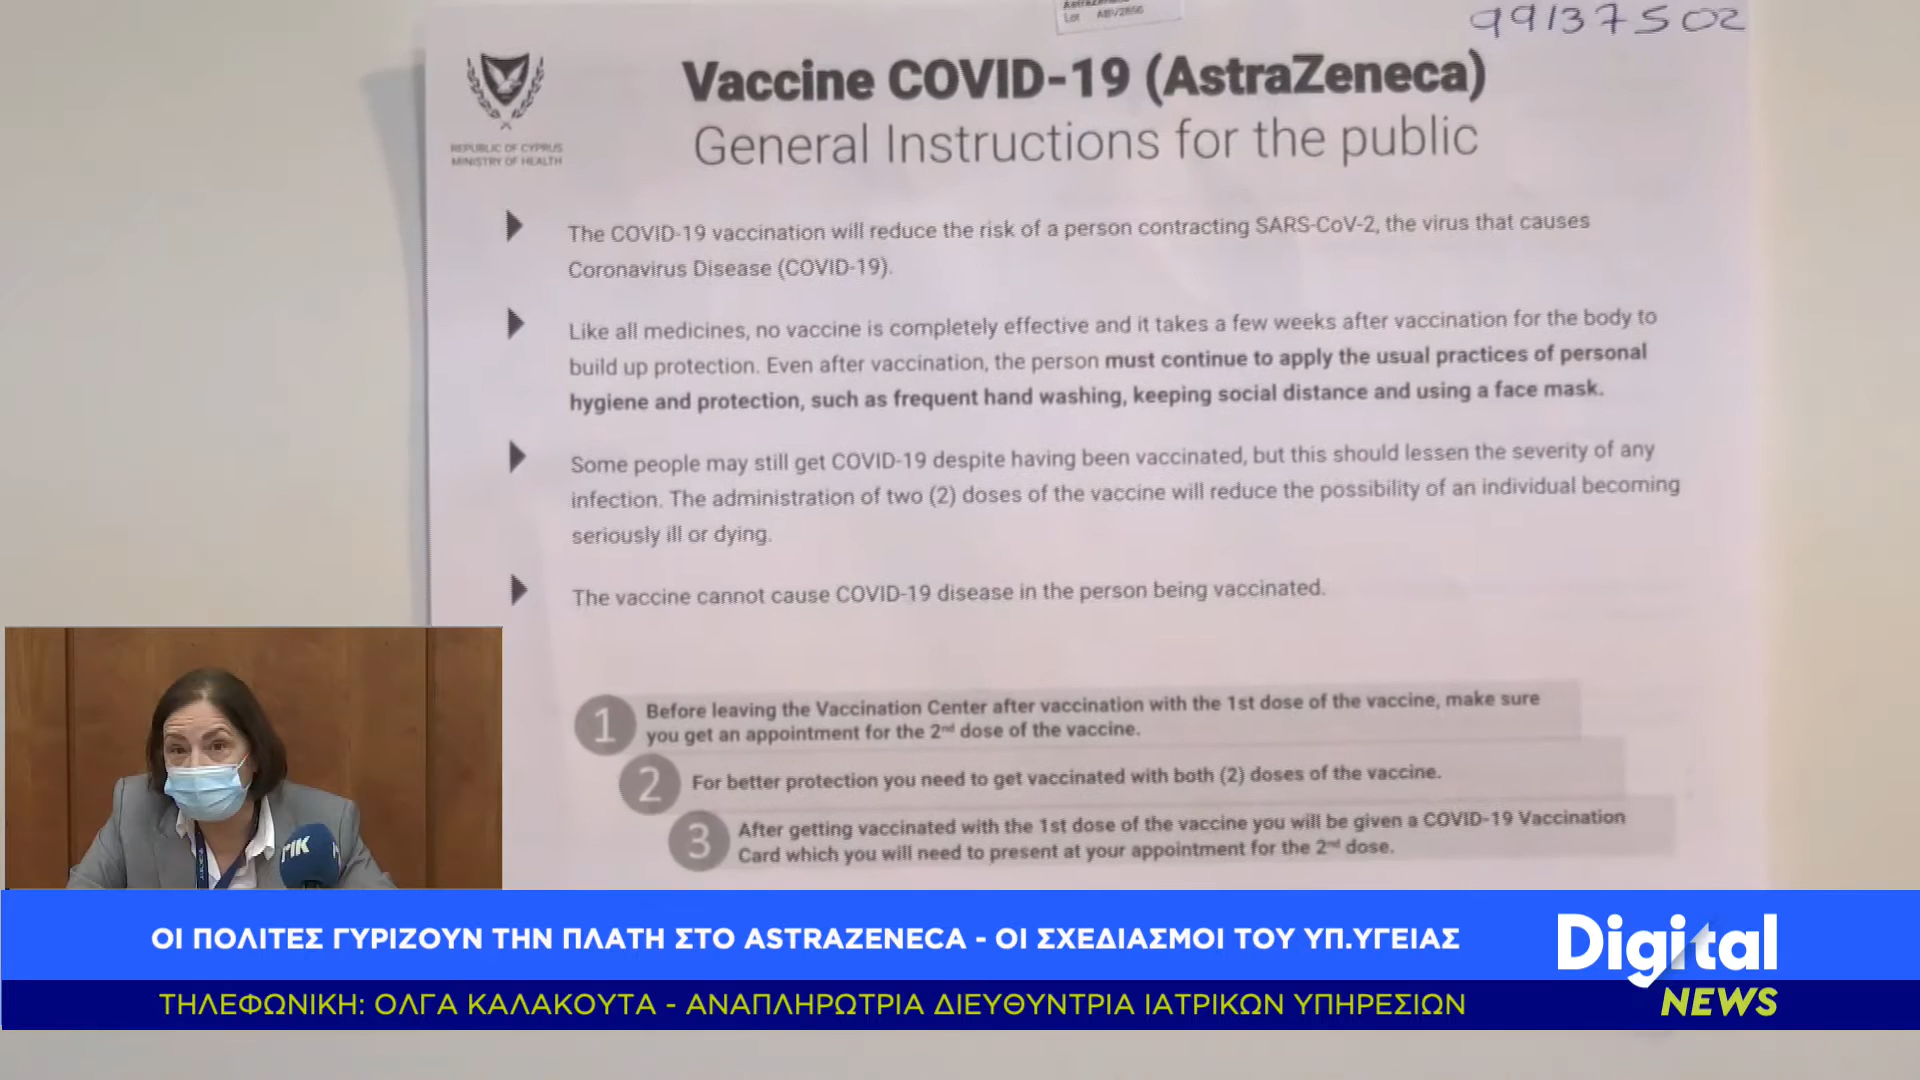 Lot ABV2856
99137502
Vaccine COVID-19 (AstraZeneca)
General Instructions for the public
REPUBLIC OF CYPRUS
MINISTRY OF HEALTH
The COVID-19 vaccination will reduce the risk of a person contracting SARS-CoV-2, the virus that causes
Coronavirus Disease (COVID-19).
Like all medicines, no vaccine is completely effective and it takes a few weeks after vaccination for the body to
build up protection. Even after vaccination, the person must continue to apply the usual practices of personal
hygiene and protection, such as frequent hand washing, keeping social distance and using a face mask.
Some people may still get COVID-19 despite having been vaccinated, but this should lessen the severity of any
infection. The administration of two (2) doses of the vaccine will reduce the possibility of an individual becoming
seriously ill or dying.
The vaccine cannot cause COVID-19 disease in the person being vaccinated.
1 Before leaving the Vaccination Center after vaccination with the 1st dose of the vaccine, make sure
you get an appointment for the 2nd dose of the vaccine.
2 For better protection you need to get vaccinated with both (2) doses of the vaccine.
3 After getting vaccinated with the 1st dose of the vaccine you will be given a COVID-19 Vaccination
Card which you will need to present at your appointment for the 2nd dose.
ΡΙΚ
ΟΙ ΠΟΛΙΤΕΣ ΓΥΡΙΖΟΥΝ ΤΗΝ ΠΛΑΤΗ ΣΤΟ ASTRAZENECA - ΟΙ ΣΧΕΔΙΑΣΜΟΙ ΤΟΥ ΥΠ.ΥΓΕΙΑΣ
ΤΗΛΕΦΩΝΙΚΗ: ΟΛΓΑ ΚΑΛΑΚΟΥΤΑ - ΑΝΑΠΛΗΡΩΤΡΙΑ ΔΙΕΥΘΥΝΤΡΙΑ ΙΑΤΡΙΚΩΝ ΥΠΗΡΕΣΙΩΝ
Digital
NEWS